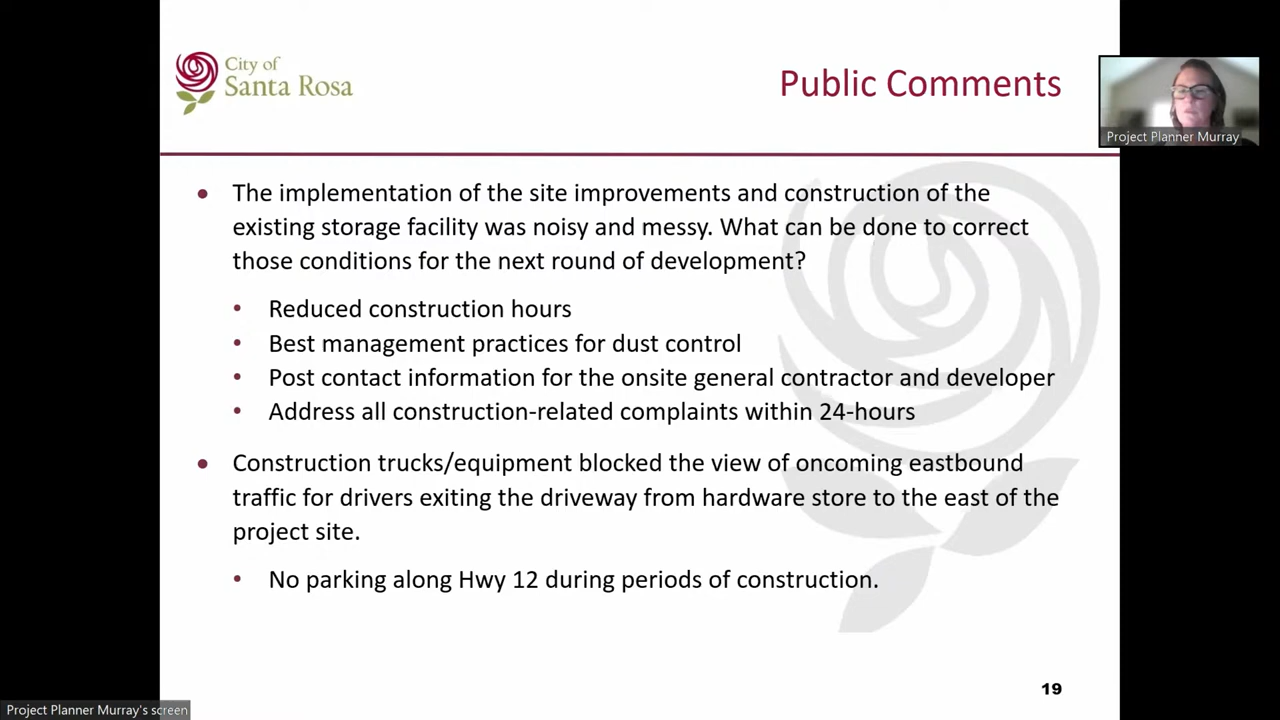 City of
Santa Rosa
Public Comments
Project Planner Murray
• The implementation of the site improvements and construction of the
existing storage facility was noisy and messy. What can be done to correct
those conditions for the next round of development?
• Reduced construction hours
• Best management practices for dust control
• Post contact information for the onsite general contractor and developer
• Address all construction-related complaints within 24-hours
• Construction trucks/equipment blocked the view of oncoming eastbound
traffic for drivers exiting the driveway from hardware store to the east of the
project site.
• No parking along Hwy 12 during periods of construction.
19
Project Planner Murray's screen